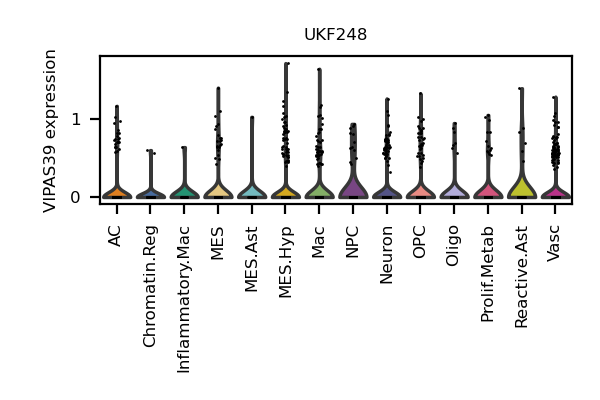 UKF248
VIPAS39 expression
1
0
AC
Chromatin.Reg
Inflammatory.Mac
MES
MES.Ast
MES.Hyp
Mac
NPC
Neuron
OPC
Oligo
Prolif.Metab
Reactive.Ast
Vasc